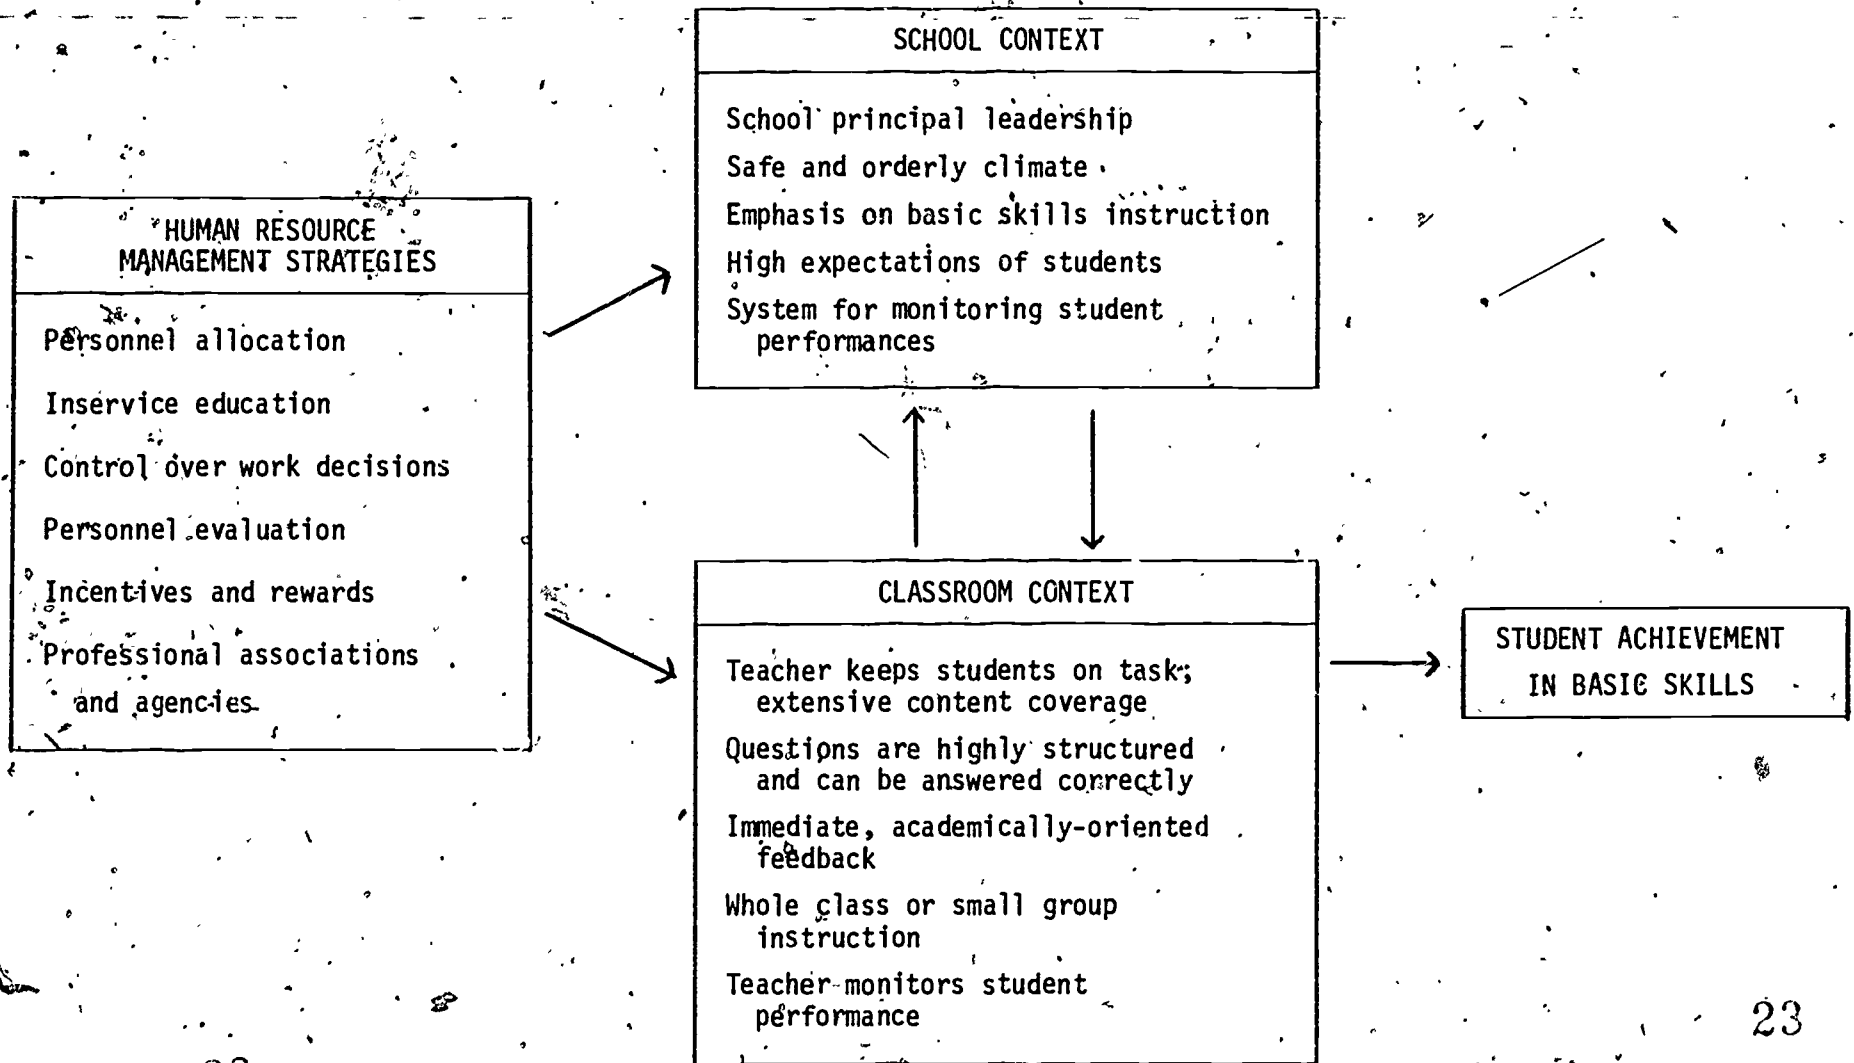 SCHOOL CONTEXT
School principal leadership
Safe and orderly climate
Emphasis on basic skills instruction
High expectations of students
System for monitoring student
performances
HUMAN RESOURCE
MANAGEMENT STRATEGIES
Personnel allocation
Inservice education
Control over work decisions
Personnel evaluation
Incentives and rewards
Professional associations
and agencies
CLASSROOM CONTEXT
Teacher keeps students on task;
extensive content coverage
Questions are highly structured
and can be answered correctly
Immediate, academically-oriented
feedback
Whole class or small group
instruction
Teacher monitors student
performance
STUDENT ACHIEVEMENT
IN BASIC SKILLS
23